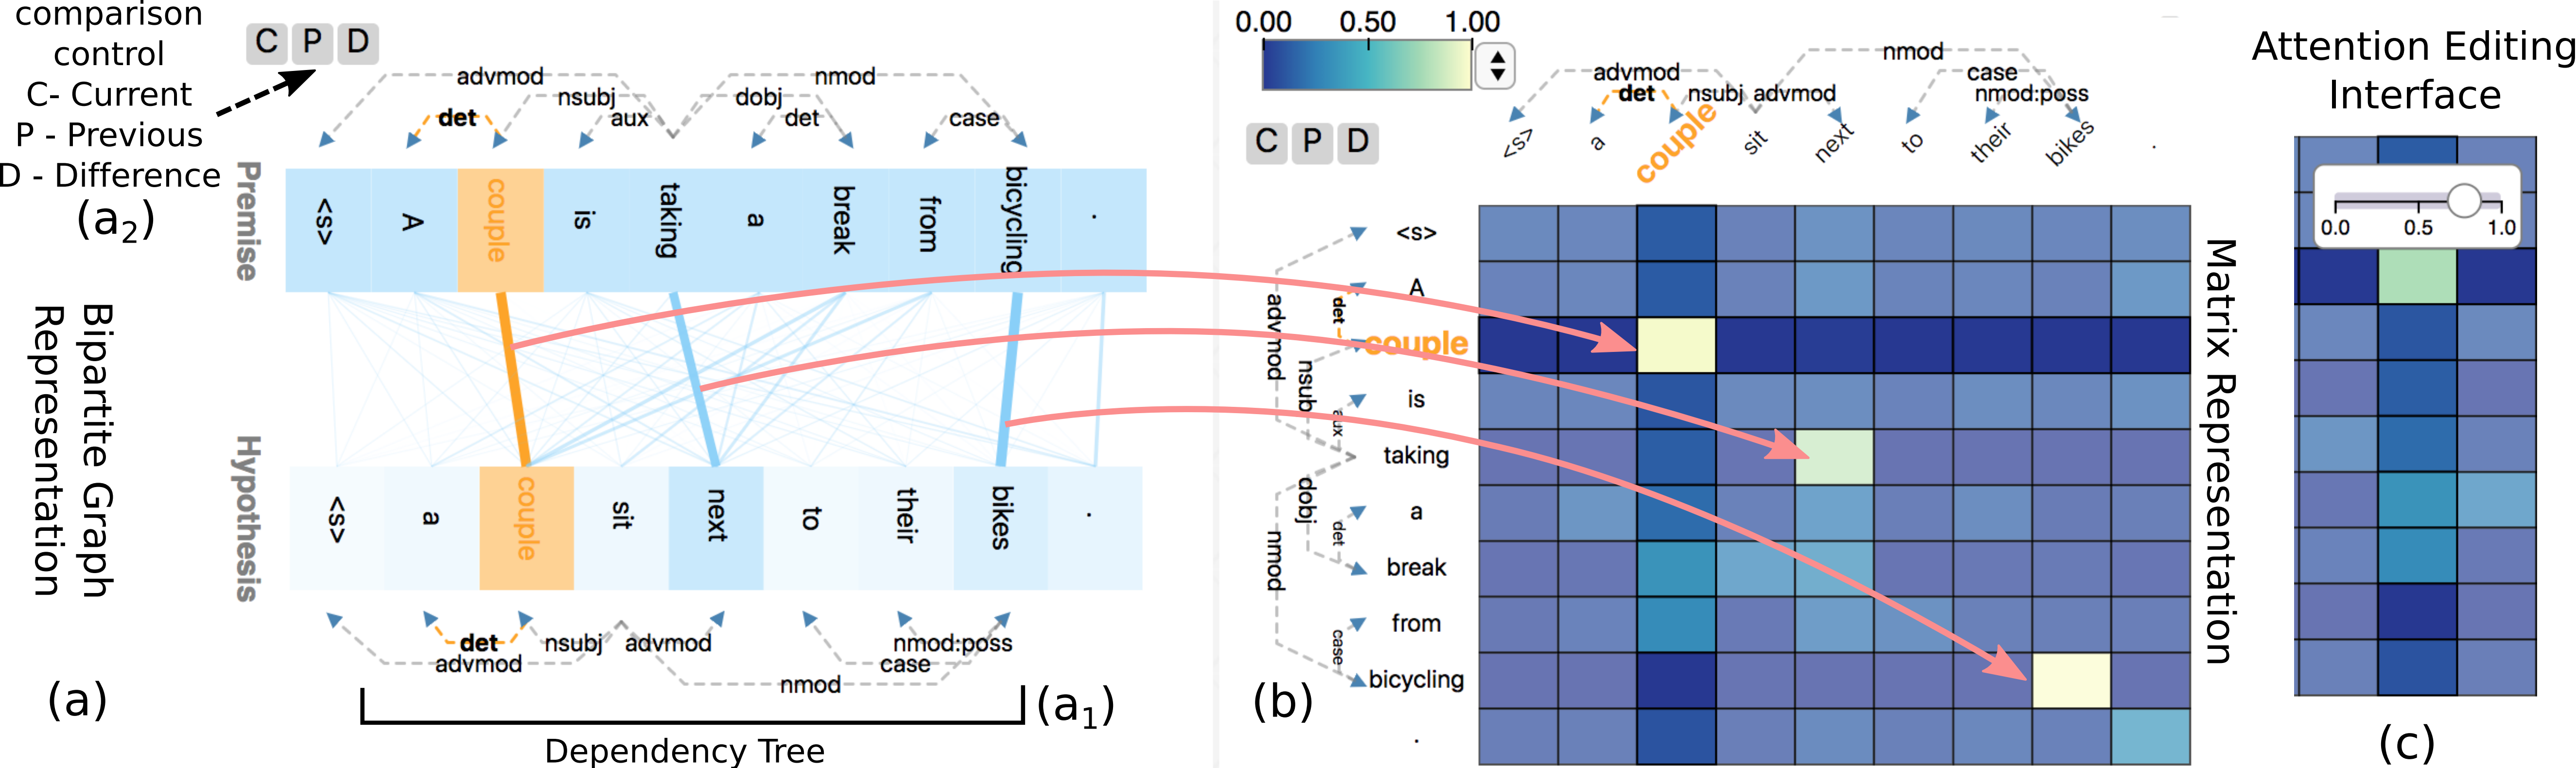 comparison
control
C- Current
P - Previous
D - Difference
(a2)
C P D
advmod nmod
nsubj dobj
det aux det case
Premise
<s> A couple is taking a break from bicycling .
Bipartite Graph
Representation
Hypothesis
<s> a couple sit next to their bikes .
det nsubj advmod nmod:poss
advmod case
nmod
(a)
(a1)
Dependency Tree
0.00 0.50 1.00
C P D
nmod
advmod case
det nsubj advmod nmod:poss
<s> a couple sit next to their bikes .
<s>
A
couple
is
taking
a
break
from
bicycling
.
advmod
det
nsub
aux
dobj
det
nmod
case
(b)
Matrix Representation
Attention Editing
Interface
0.0 0.5 1.0
(c)